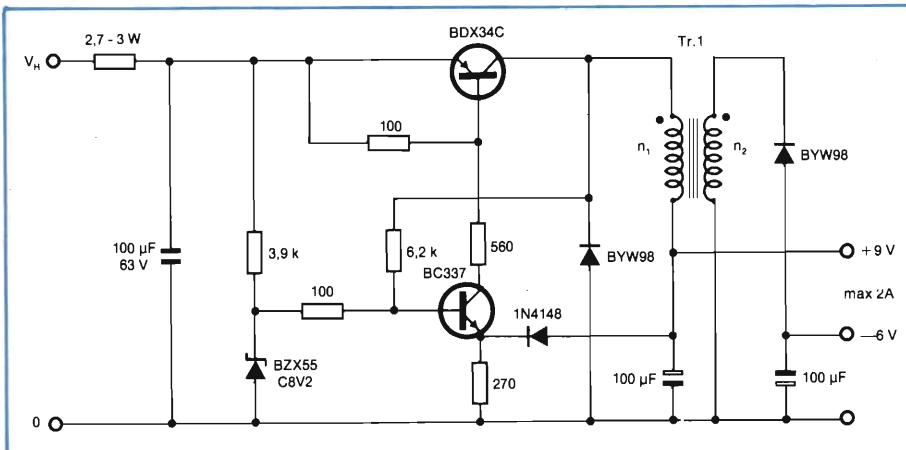 BDX34C
Tr.1
2,7 - 3 W
V_H
100
n₁
n₂
BYW98
100 µF
63 V
3,9 k
6,2 k
560
BYW98
+9 V
BC337
max 2A
100
1N4148
—6 V
BZX55
C8V2
270
100 µF
100 µF
0